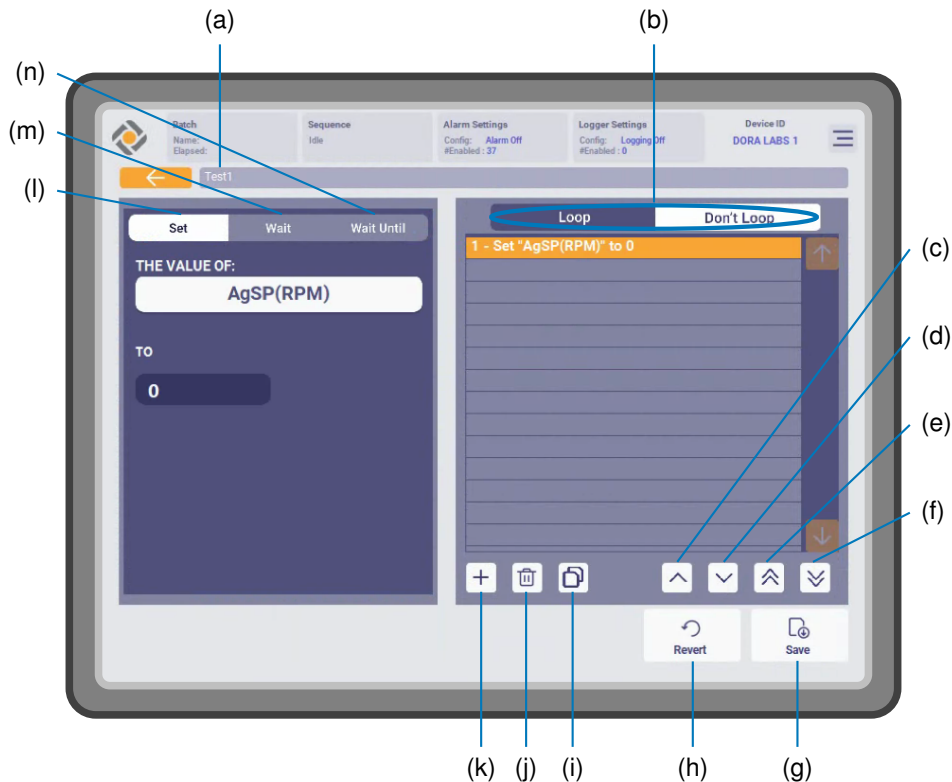 (a)
(b)
(n)
(m)
(l)
Batch
Name:
Elapsed:
Sequence
Idle
Alarm Settings
Config: Alarm Off
#Enabled : 37
Logger Settings
Config: Logging Off
#Enabled : 0
Device ID
DORA LABS 1
Test1
Set
Wait
Wait Until
Loop
Don't Loop
THE VALUE OF:
AgSP(RPM)
TO
0
1 - Set "AgSP(RPM)" to 0
(c)
(d)
(e)
(f)
Revert
Save
(k)
(j)
(i)
(h)
(g)